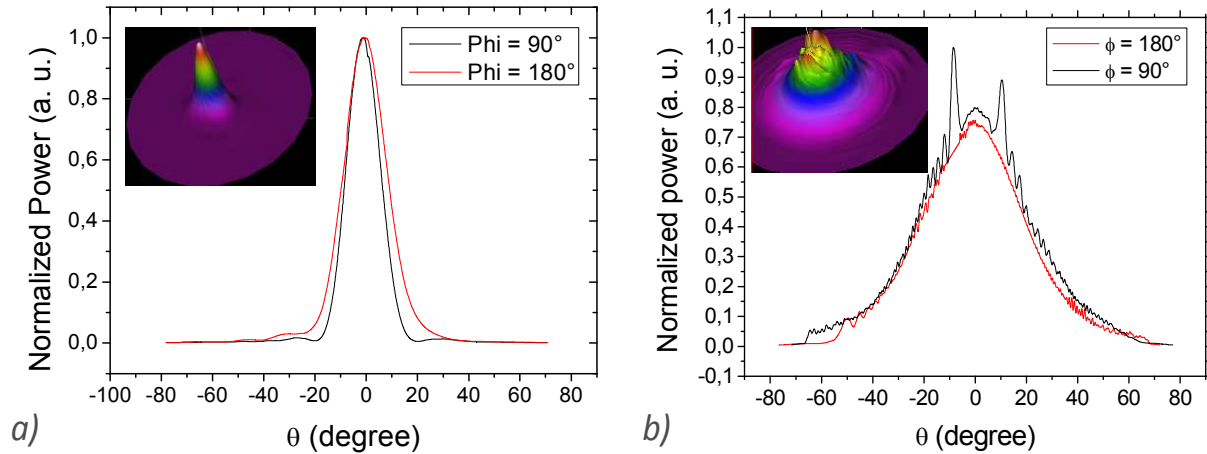 Phi = 90°
Phi = 180°
Normalized Power (a. u.)
1,0
0,8
0,6
0,4
0,2
0,0
-100 -80 -60 -40 -20 0 20 40 60 80
θ (degree)
a)
ϕ = 180°
ϕ = 90°
Normalized power (a. u.)
1,1
1,0
0,9
0,8
0,7
0,6
0,5
0,4
0,3
0,2
0,1
0,0
-0,1
-80 -60 -40 -20 0 20 40 60 80
θ (degree)
b)